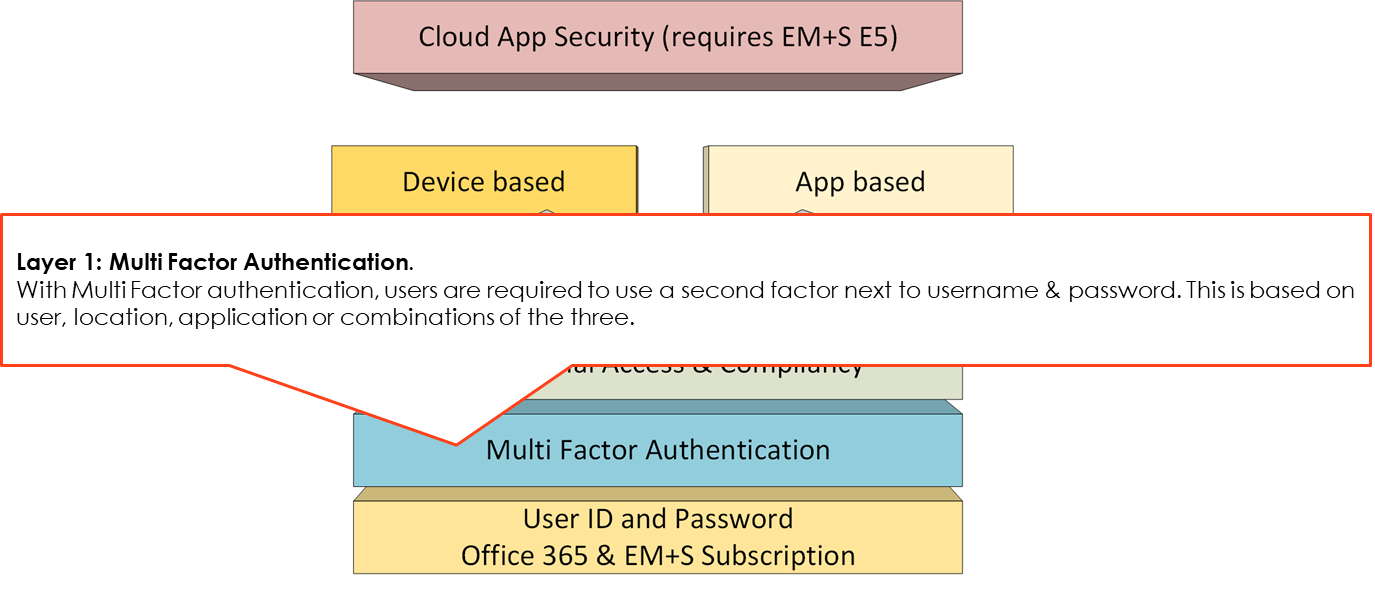 Cloud App Security (requires EM+S E5)
Device based
App based
Layer 1: Multi Factor Authentication.
With Multi Factor authentication, users are required to use a second factor next to username & password. This is based on
user, location, application or combinations of the three.
Access & Compliancy
Multi Factor Authentication
User ID and Password
Office 365 & EM+S Subscription